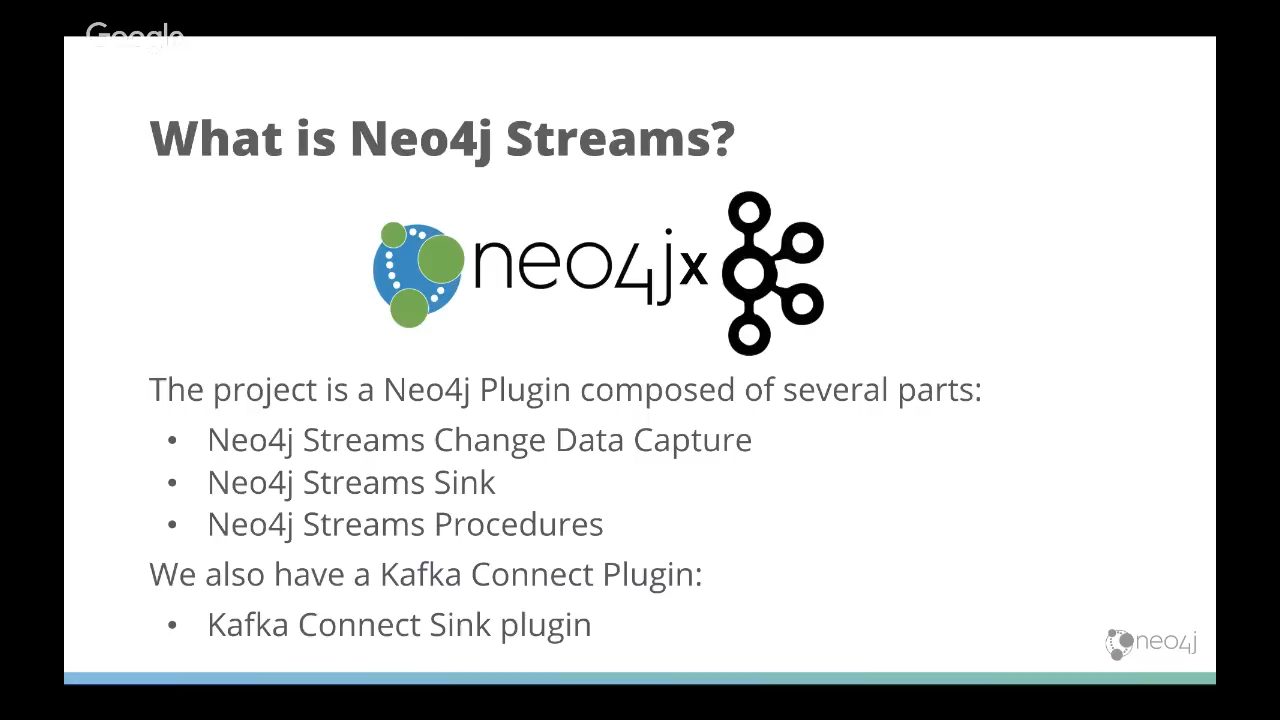 Google
What is Neo4j Streams?
neo4j x
The project is a Neo4j Plugin composed of several parts:
• Neo4j Streams Change Data Capture
• Neo4j Streams Sink
• Neo4j Streams Procedures
We also have a Kafka Connect Plugin:
• Kafka Connect Sink plugin
neo4j